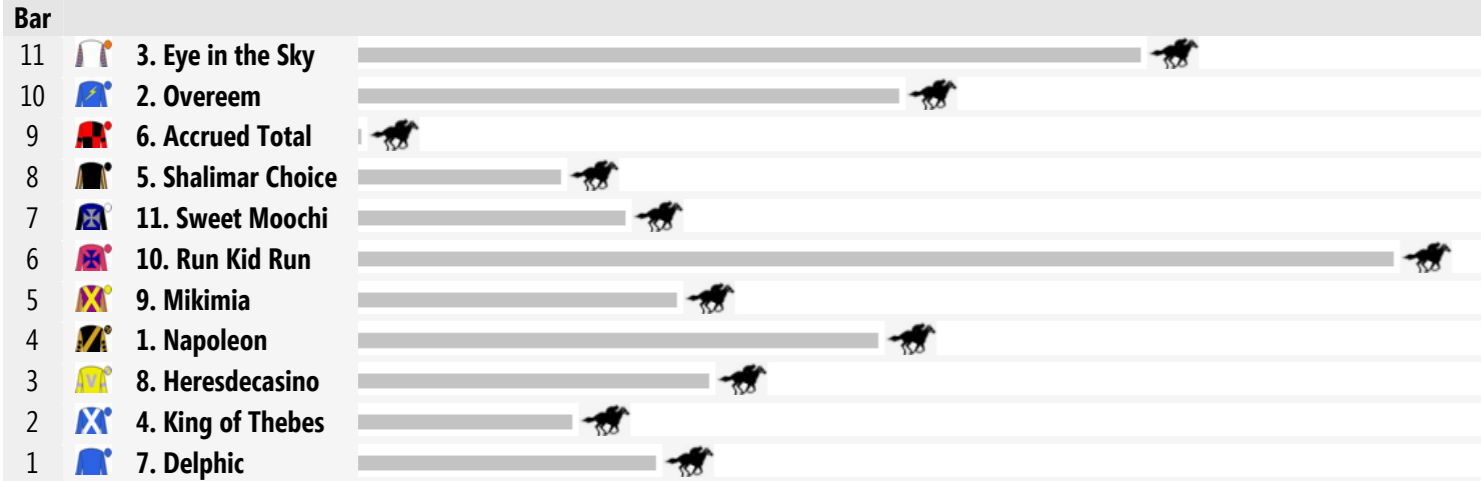 Bar
11 3. Eye in the Sky
10 2. Overeem
9 6. Accrued Total
8 5. Shalimar Choice
7 11. Sweet Moochi
6 10. Run Kid Run
5 9. Mikimia
4 1. Napoleon
3 8. Heresdecasino
2 4. King of Thebes
1 7. Delphic